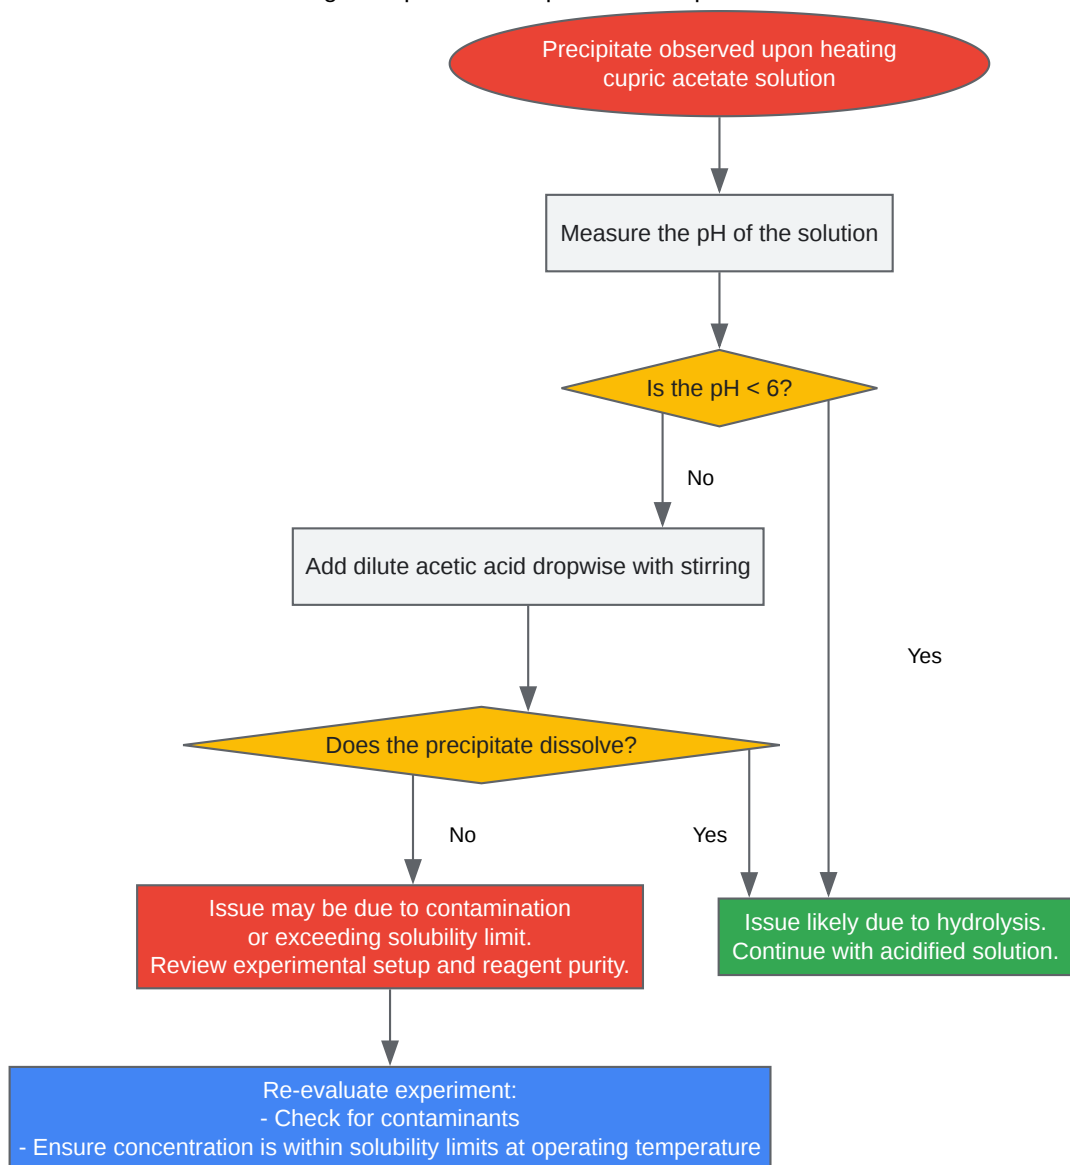 Precipitate observed upon heating
cupric acetate solution
Measure the pH of the solution
Is the pH < 6?
No
Add dilute acetic acid dropwise with stirring
Yes
Does the precipitate dissolve?
No
Yes
Issue may be due to contamination
or exceeding solubility limit.
Review experimental setup and reagent purity.
Issue likely due to hydrolysis.
Continue with acidified solution.
Re-evaluate experiment:
- Check for contaminants
- Ensure concentration is within solubility limits at operating temperature